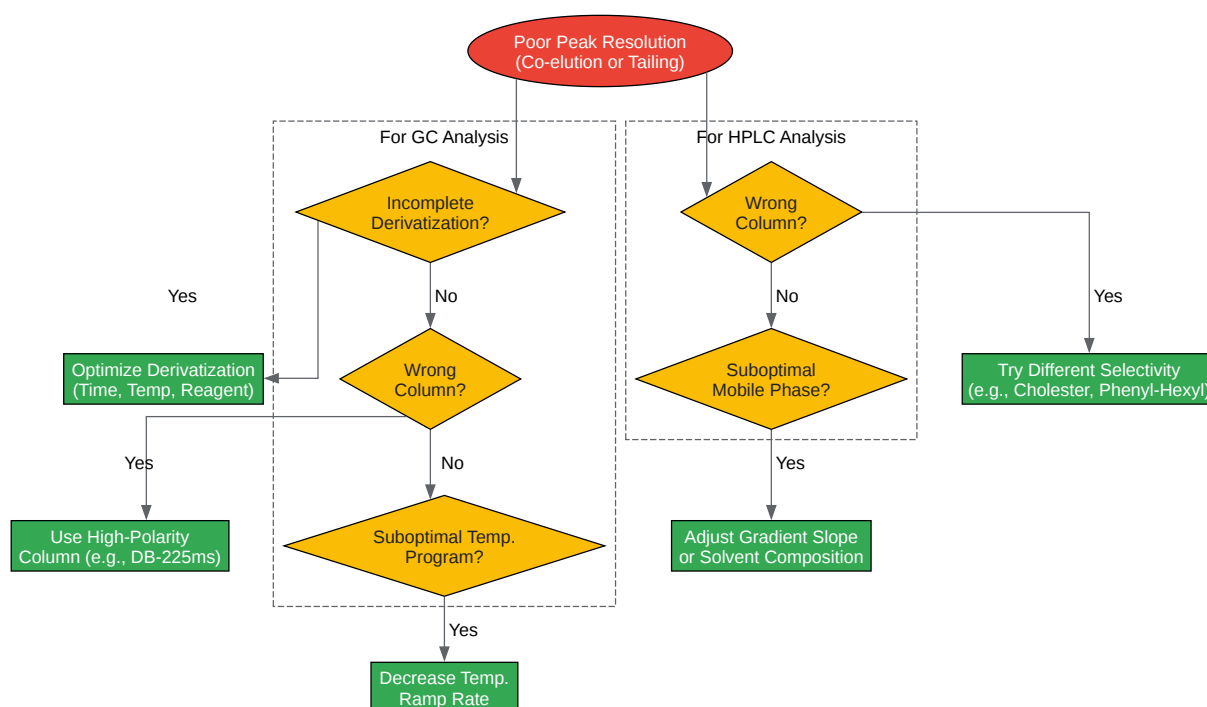 Poor Peak Resolution
(Co-elution or Tailing)
For GC Analysis
For HPLC Analysis
Incomplete
Derivatization?
Wrong
Column?
Yes
No
No
Yes
Optimize Derivatization
(Time, Temp, Reagent)
Wrong
Column?
Suboptimal
Mobile Phase?
Try Different Selectivity
(e.g., Cholester, Phenyl-Hexyl)
Yes
No
Yes
Use High-Polarity
Column (e.g., DB-225ms)
Suboptimal Temp.
Program?
Adjust Gradient Slope
or Solvent Composition
Yes
Decrease Temp.
Ramp Rate